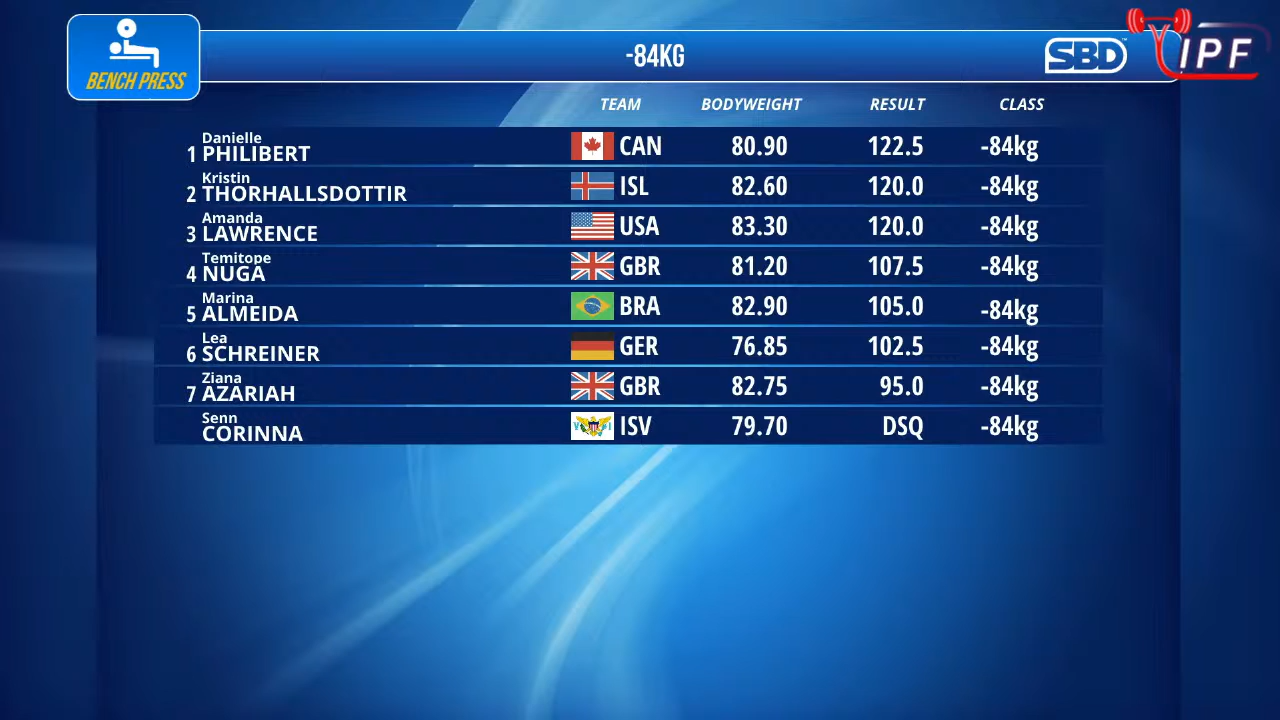 BENCH PRESS
-84KG
SBD
IPF
TEAM BODYWEIGHT RESULT CLASS
Danielle
1 PHILIBERT CAN 80.90 122.5 -84kg
Kristin
2 THORHALLSDOTTIR ISL 82.60 120.0 -84kg
Amanda
3 LAWRENCE USA 83.30 120.0 -84kg
Temitope
4 NUGA GBR 81.20 107.5 -84kg
Marina
5 ALMEIDA BRA 82.90 105.0 -84kg
Lea
6 SCHREINER GER 76.85 102.5 -84kg
Ziana
7 AZARIAH GBR 82.75 95.0 -84kg
Senn
CORINNA ISV 79.70 DSQ -84kg